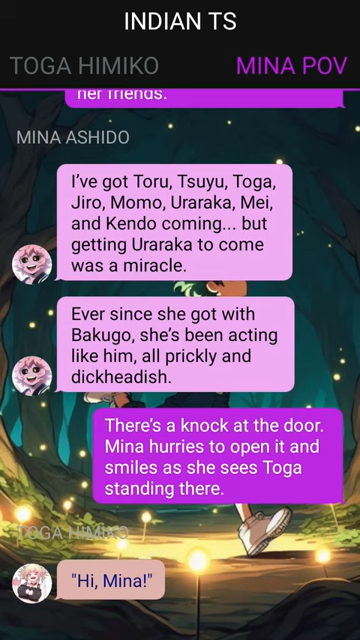 INDIAN TS
TOGA HIMIKO MINA POV
her friends.
MINA ASHIDO
I've got Toru, Tsuyu, Toga,
Jiro, Momo, Uraraka, Mei,
and Kendo coming... but
getting Uraraka to come
was a miracle.
Ever since she got with
Bakugo, she's been acting
like him, all prickly and
dickheadish.
There's a knock at the door.
Mina hurries to open it and
smiles as she sees Toga
standing there.
TOGA HIMIKO
"Hi, Mina!"